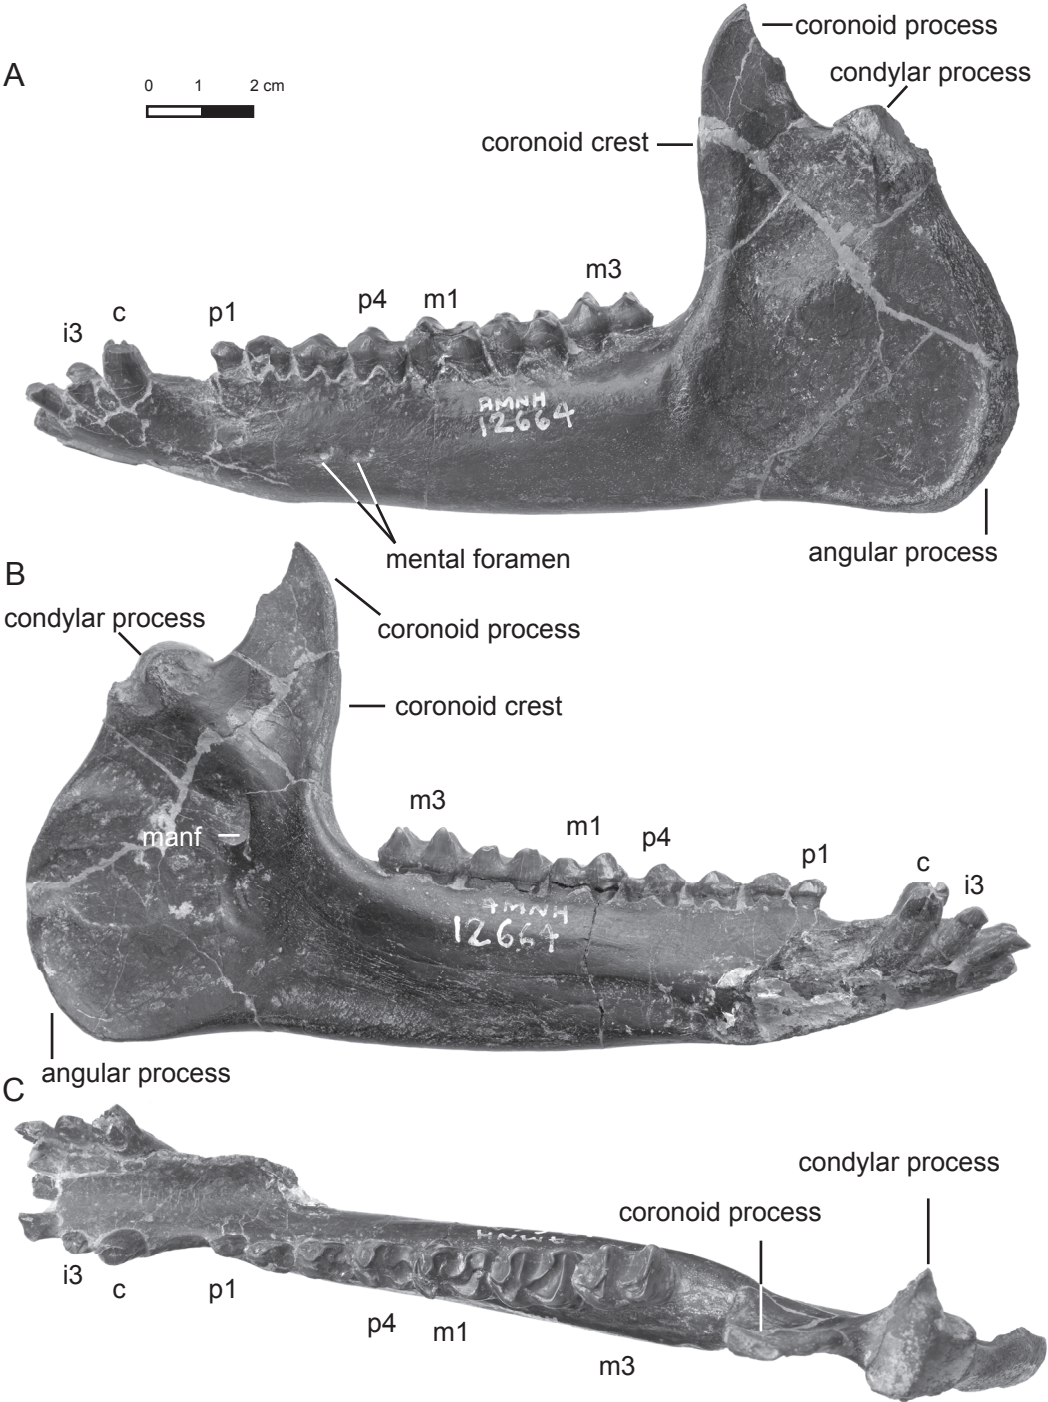 A
0 1 2 cm
coronoid process
condylar process
coronoid crest
m3
p4
m1
i3
c
p1
AMNH
12664
mental foramen
angular process
B
condylar process
coronoid process
coronoid crest
m3
m1
p4
p1
c
i3
manf
AMNH
12664
angular process
C
condylar process
coronoid process
AMNH
i3
c
p1
p4
m1
m3